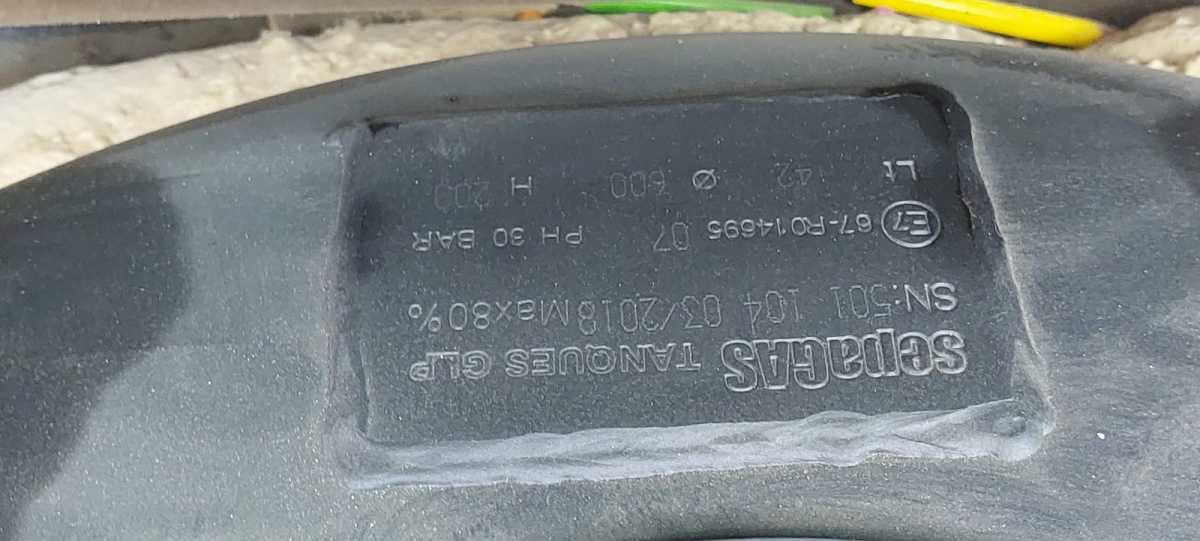 sepaGAS TANQUES GLP
SN:501 104 03/2018 Max80%
E7 67-R014695 07 PH 30 BAR
Lt 42 Ø 600 H 200